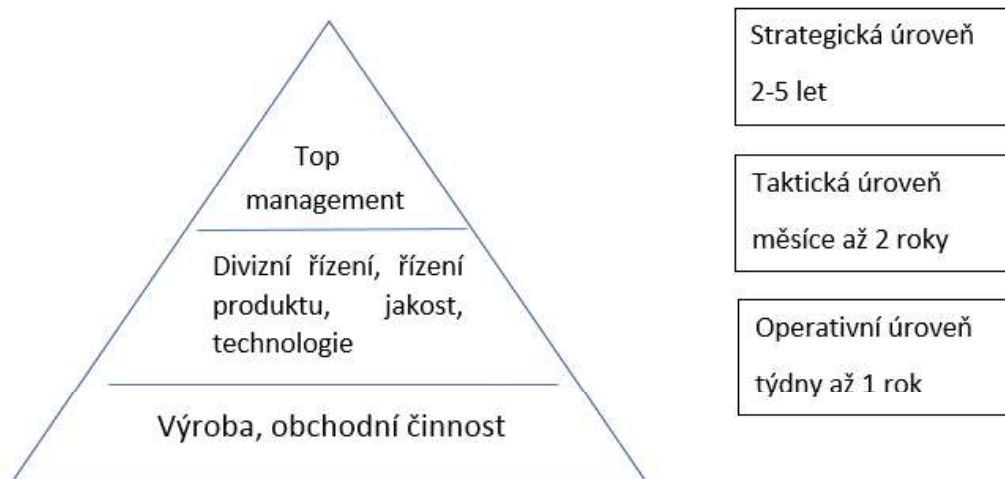 Top
management
Divizní řízení, řízení
produktu, jakost,
technologie
Výroba, obchodní činnost
Strategická úroveň
2-5 let
Taktická úroveň
měsíce až 2 roky
Operativní úroveň
týdny až 1 rok